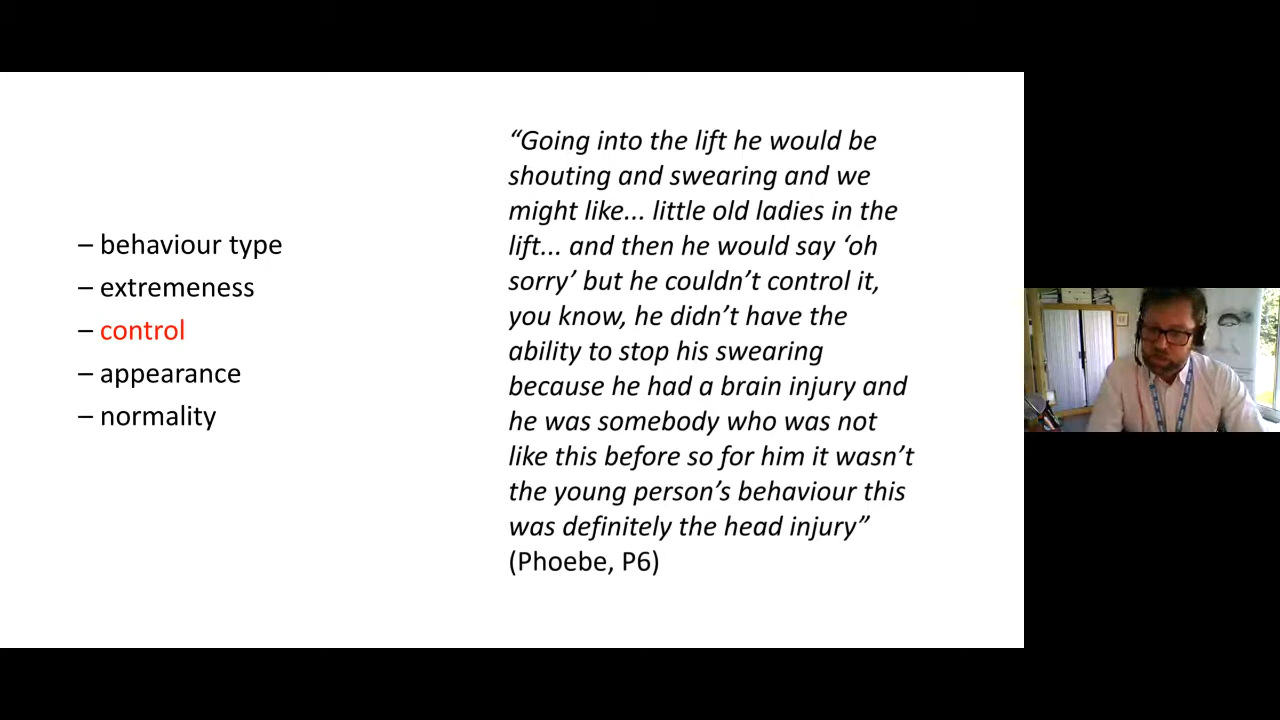 – behaviour type
– extremeness
– control
– appearance
– normality
“Going into the lift he would be
shouting and swearing and we
might like... little old ladies in the
lift... and then he would say ‘oh
sorry’ but he couldn’t control it,
you know, he didn’t have the
ability to stop his swearing
because he had a brain injury and
he was somebody who was not
like this before so for him it wasn’t
the young person’s behaviour this
was definitely the head injury”
(Phoebe, P6)